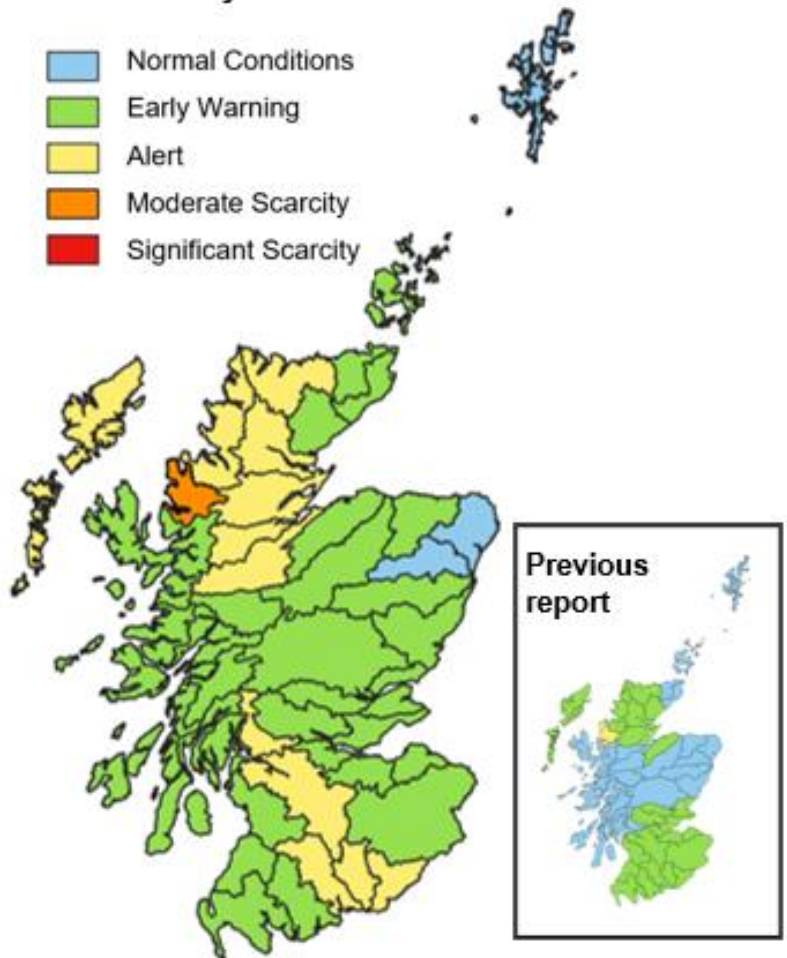 Normal Conditions
Early Warning
Alert
Moderate Scarcity
Significant Scarcity
Previous
report